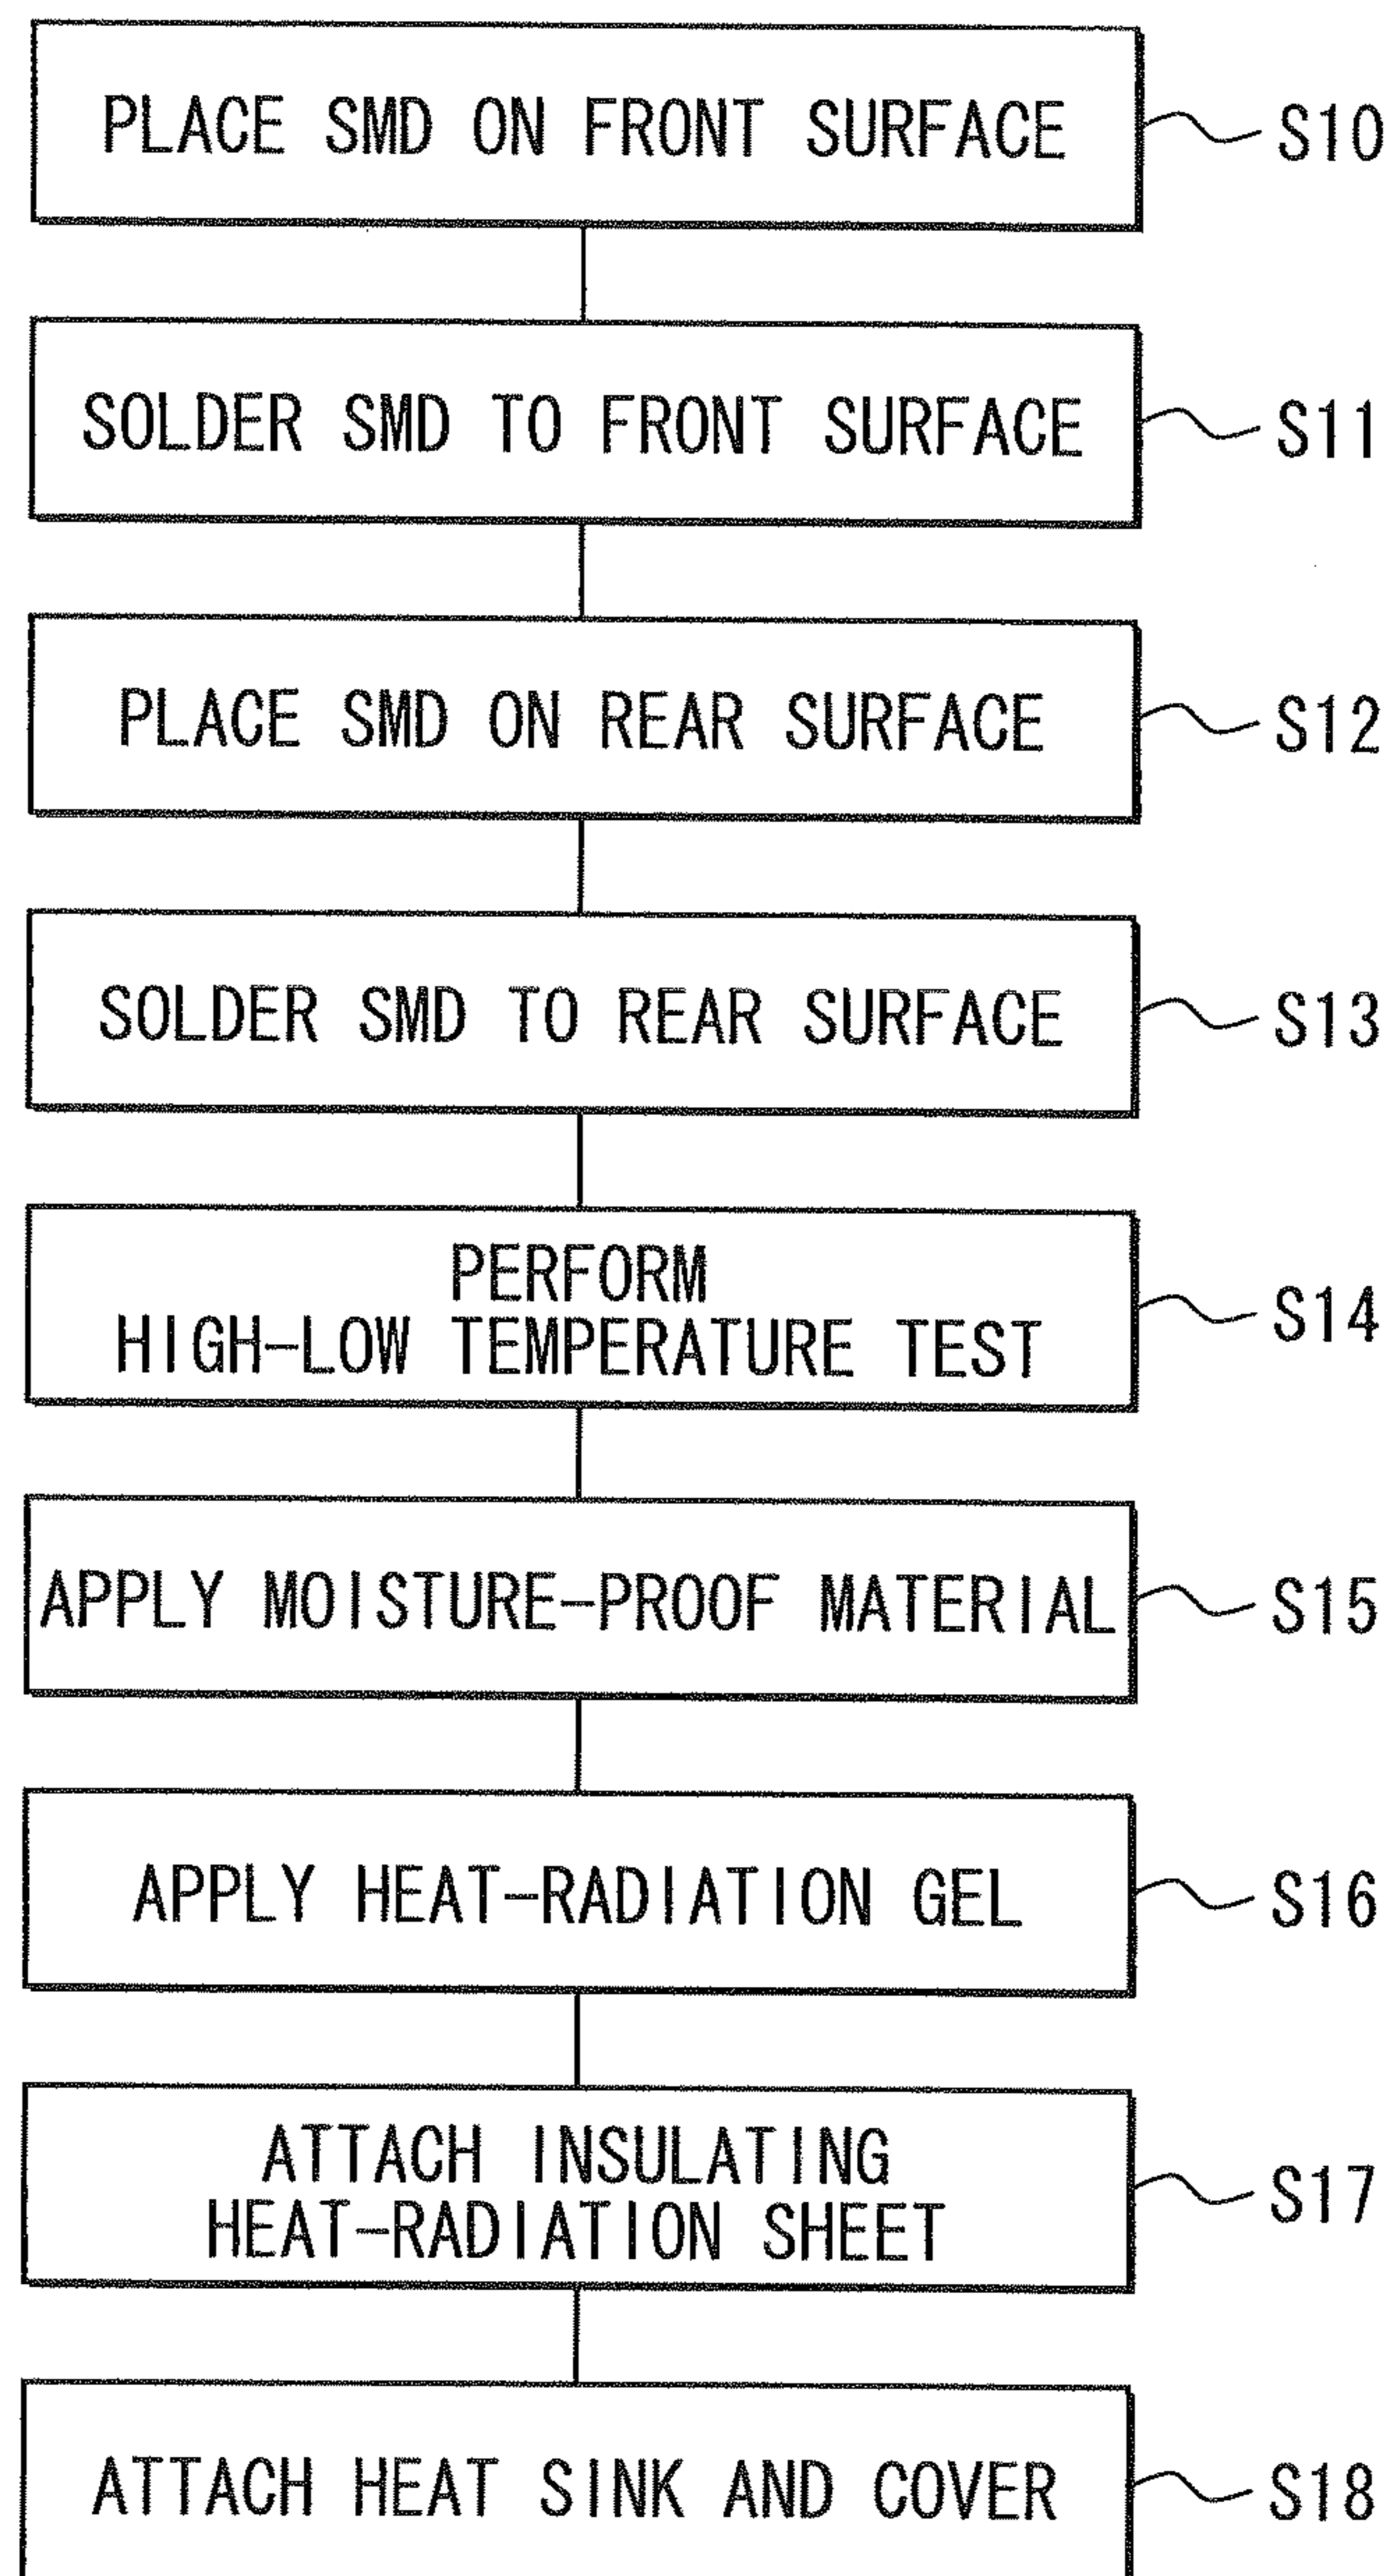 PLACE SMD ON FRONT SURFACE
S10
SOLDER SMD TO FRONT SURFACE
S11
PLACE SMD ON REAR SURFACE
S12
SOLDER SMD TO REAR SURFACE
S13
PERFORM
HIGH-LOW TEMPERATURE TEST
S14
APPLY MOISTURE-PROOF MATERIAL
S15
APPLY HEAT-RADIATION GEL
S16
ATTACH INSULATING
HEAT-RADIATION SHEET
S17
ATTACH HEAT SINK AND COVER
S18